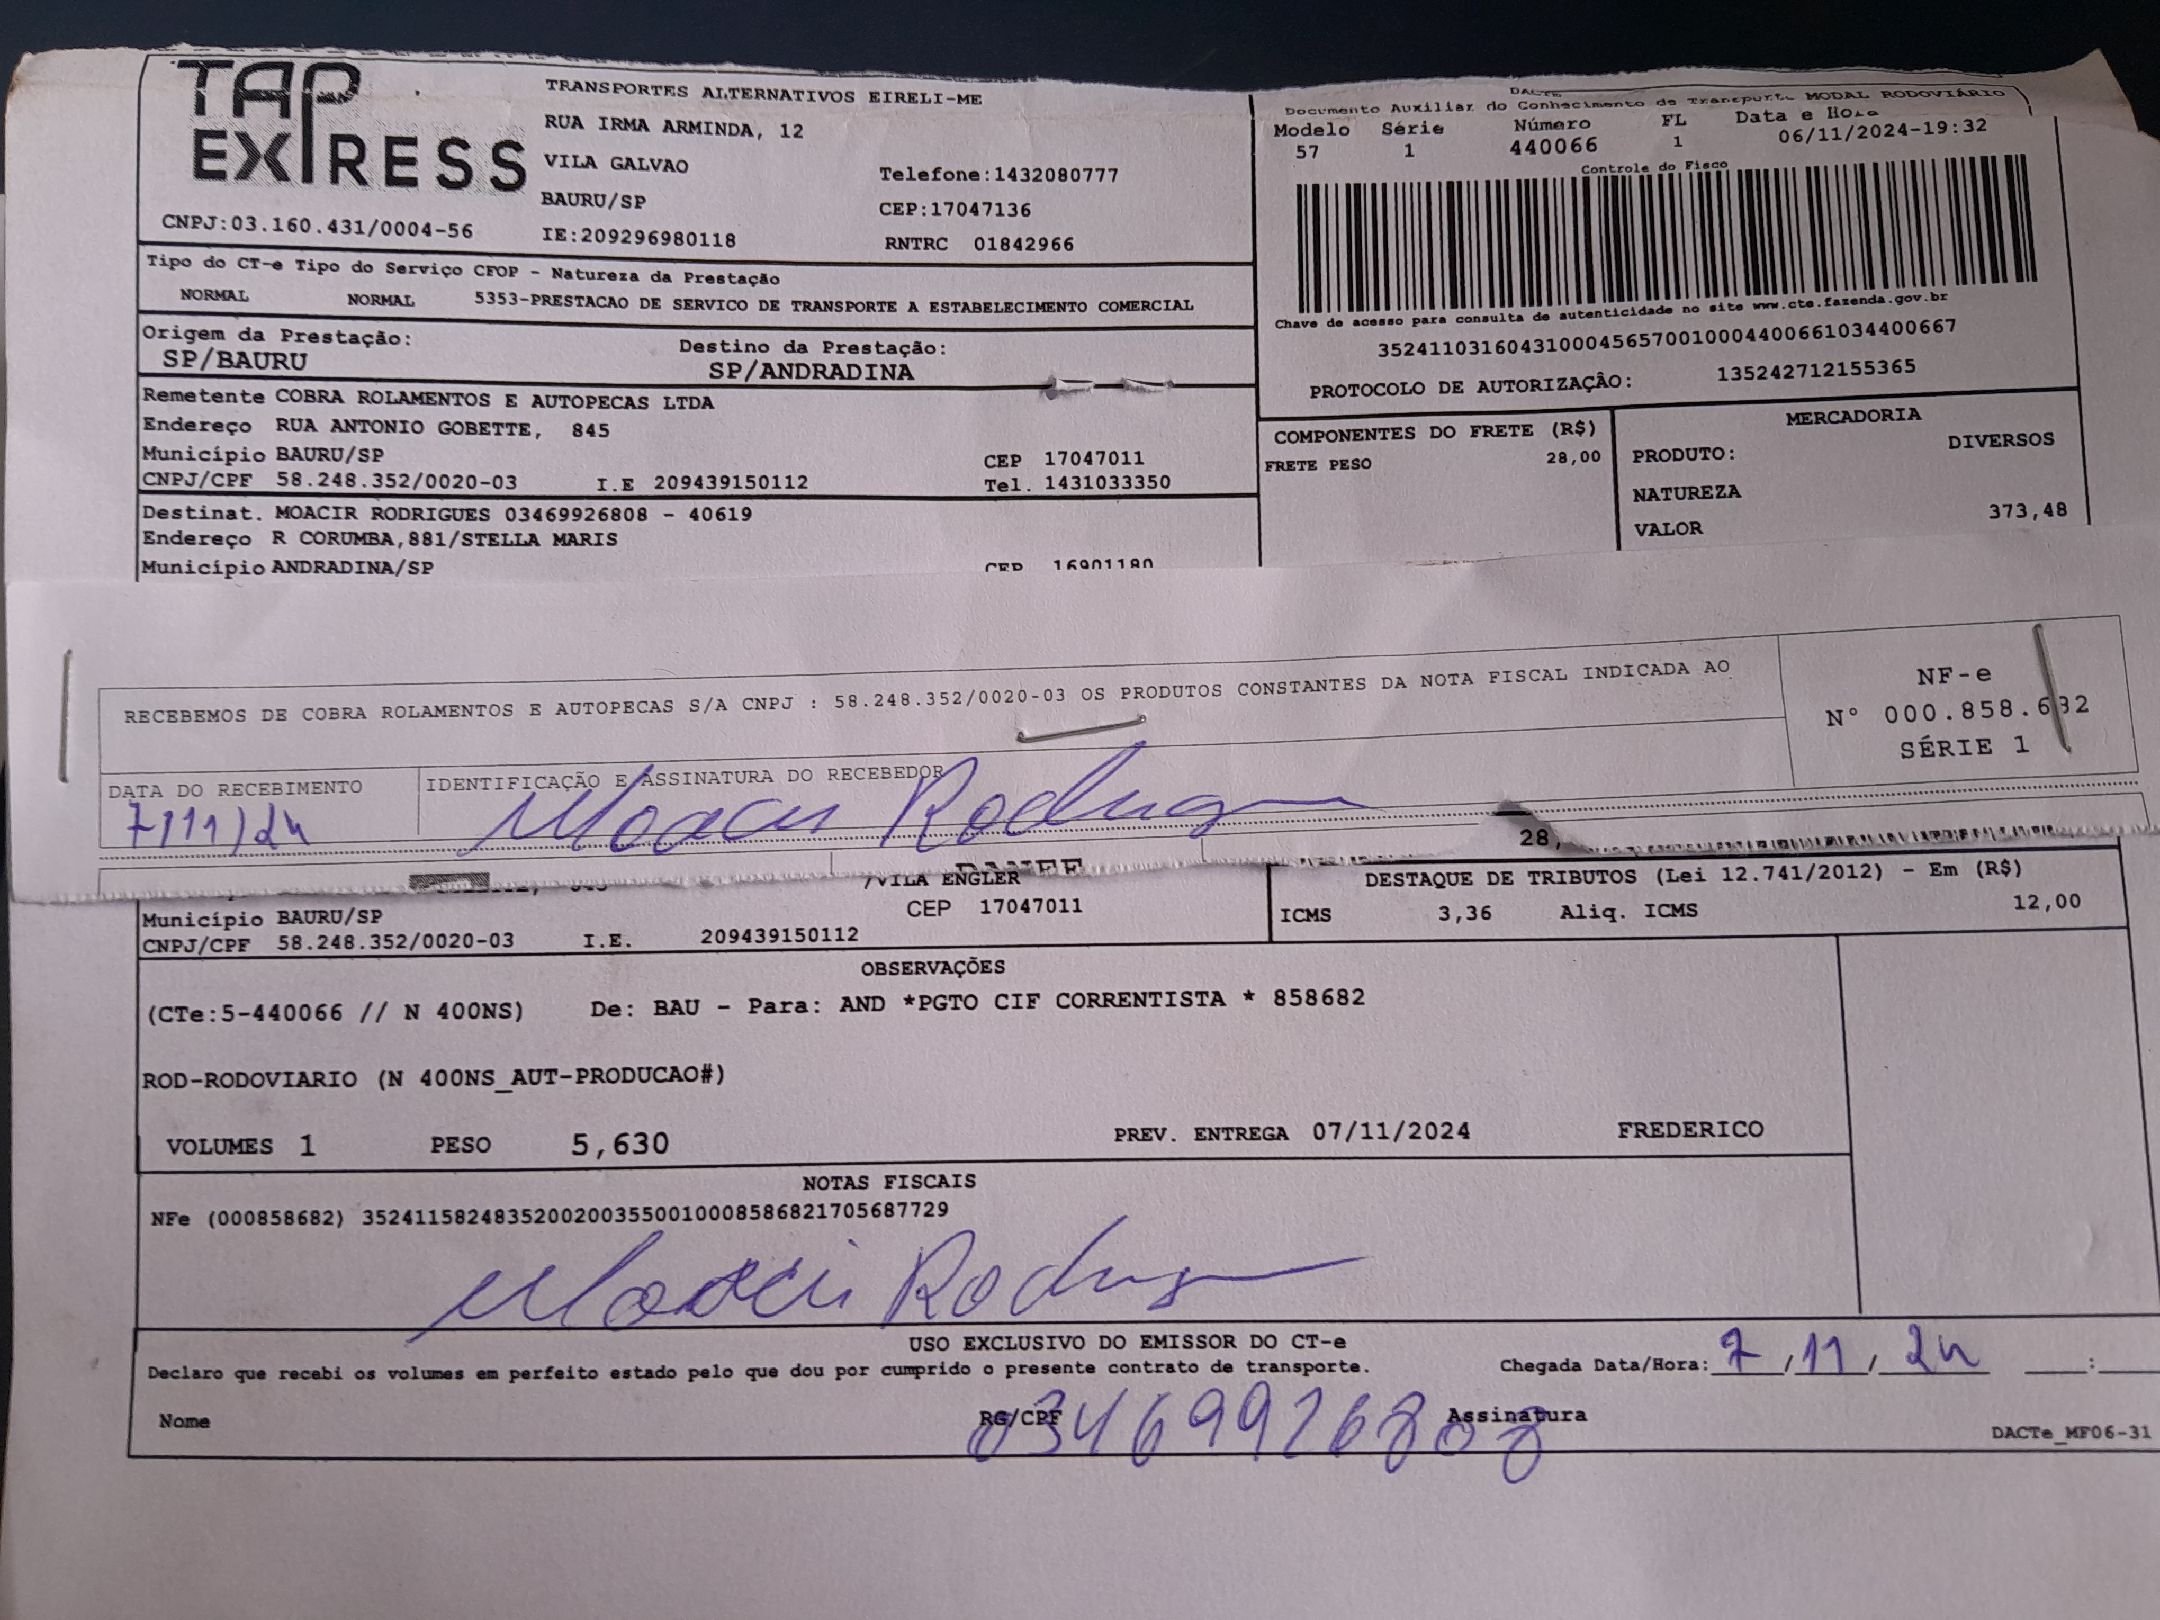 TAP EXPRESS
TRANSPORTES ALTERNATIVOS EIRELI-ME
RUA IRMA ARMINDA, 12
VILA GALVAO
Telefone:1432080777
BAURU/SP
CEP:17047136
CNPJ:03.160.431/0004-56
IE:209296980118
RNTRC 01842966
DACTE
Documento Auxiliar do Conhecimento de Transporte MODAL RODOVIÁRIO
Modelo Série Número FL Data e Hora
57 1 440066 1 06/11/2024-19:32
Controle do Fisco
Chave de acesso para consulta de autenticidade no site www.cte.fazenda.gov.br
35241103160431000456570010004400661034400667
PROTOCOLO DE AUTORIZAÇÃO: 135242712155365
Tipo do CT-e Tipo do Serviço CFOP - Natureza da Prestação
NORMAL NORMAL 5353-PRESTACAO DE SERVICO DE TRANSPORTE A ESTABELECIMENTO COMERCIAL
Origem da Prestação: Destino da Prestação:
SP/BAURU SP/ANDRADINA
Remetente COBRA ROLAMENTOS E AUTOPECAS LTDA
Endereço RUA ANTONIO GOBETTE, 845
Município BAURU/SP CEP 17047011
CNPJ/CPF 58.248.352/0020-03 I.E 209439150112 Tel. 1431033350
COMPONENTES DO FRETE (R$)
FRETE PESO 28,00
MERCADORIA
PRODUTO: DIVERSOS
NATUREZA
VALOR 373,48
Destinat. MOACIR RODRIGUES 03469926808 - 40619
Endereço R CORUMBA,881/STELLA MARIS
Município ANDRADINA/SP CEP 16901180
RECEBEMOS DE COBRA ROLAMENTOS E AUTOPECAS S/A CNPJ : 58.248.352/0020-03 OS PRODUTOS CONSTANTES DA NOTA FISCAL INDICADA AO
NF-e
N° 000.858.682
SÉRIE 1
DATA DO RECEBIMENTO IDENTIFICAÇÃO E ASSINATURA DO RECEBEDOR
7/11/24 Moacir Rodrigues
28,
DANFE
/VILA ENGLER
Município BAURU/SP CEP 17047011
CNPJ/CPF 58.248.352/0020-03 I.E. 209439150112
DESTAQUE DE TRIBUTOS (Lei 12.741/2012) - Em (R$)
ICMS 3,36 Aliq. ICMS 12,00
OBSERVAÇÕES
(CTe:5-440066 // N 400NS) De: BAU - Para: AND *PGTO CIF CORRENTISTA * 858682
ROD-RODOVIARIO (N 400NS_AUT-PRODUCAO#)
VOLUMES 1 PESO 5,630 PREV. ENTREGA 07/11/2024 FREDERICO
NOTAS FISCAIS
NFe (000858682) 35241158248352002003550010008586821705687729
Moacir Rodrigues
USO EXCLUSIVO DO EMISSOR DO CT-e
Declaro que recebi os volumes em perfeito estado pelo que dou por cumprido o presente contrato de transporte. Chegada Data/Hora: 7/11/24 __:__
Nome RG/CPF 03469926808 Assinatura
DACTe_MF06-31